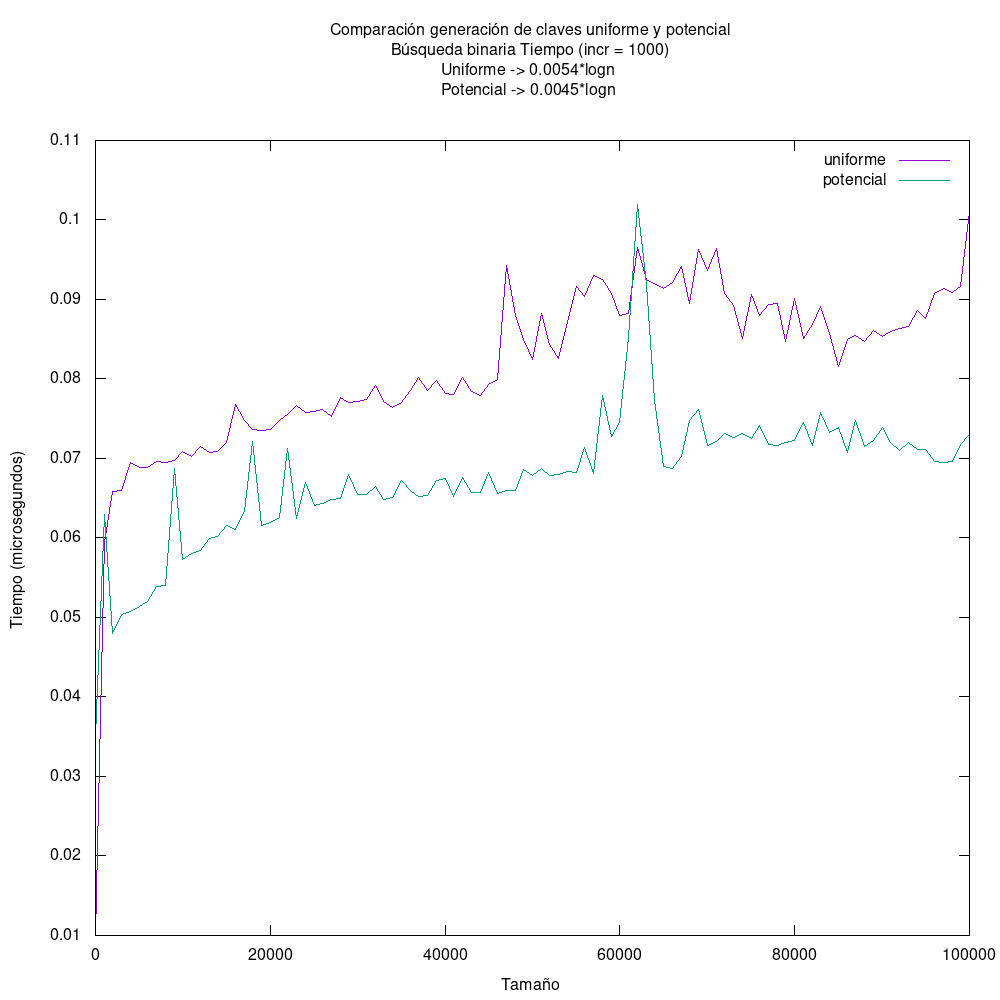 Comparación generación de claves uniforme y potencial
Búsqueda binaria Tiempo (incr = 1000)
Uniforme -> 0.0054*logn
Potencial -> 0.0045*logn
uniforme
potencial
0.11
0.1
0.09
0.08
0.07
0.06
0.05
0.04
0.03
0.02
0.01
Tiempo (microsegundos)
0 20000 40000 60000 80000 100000
Tamaño